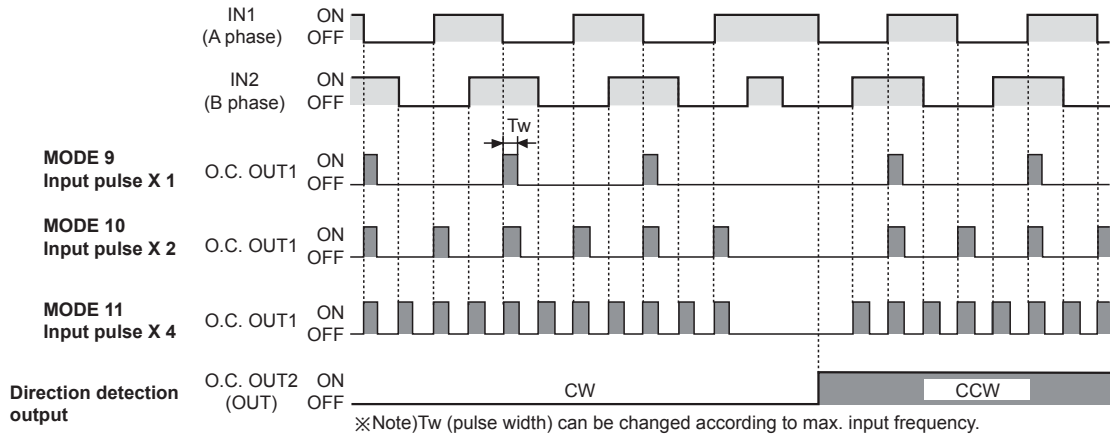 IN1
(A phase)
ON
OFF
IN2
(B phase)
ON
OFF
Tw
MODE 9
Input pulse X 1
O.C. OUT1
ON
OFF
MODE 10
Input pulse X 2
O.C. OUT1
ON
OFF
MODE 11
Input pulse X 4
O.C. OUT1
ON
OFF
Direction detection
output
O.C. OUT2
(OUT)
ON
OFF
CW
CCW
※Note)Tw (pulse width) can be changed according to max. input frequency.